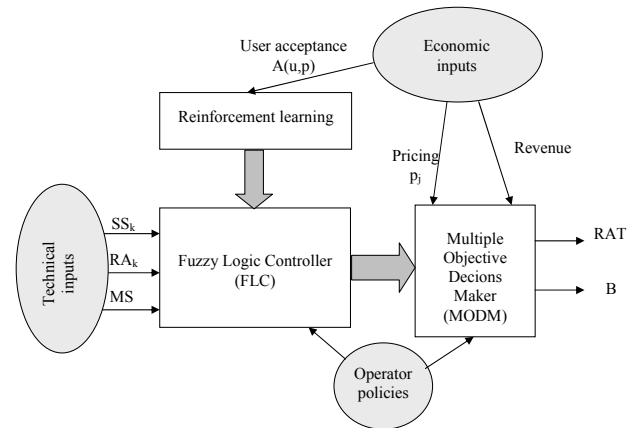 User acceptance
A(u,p)
Economic
inputs
Reinforcement learning
Pricing
pj
Revenue
Technical
inputs
SSk
RAk
MS
Fuzzy Logic Controller
(FLC)
Multiple
Objective
Decions
Maker
(MODM)
RAT
B
Operator
policies